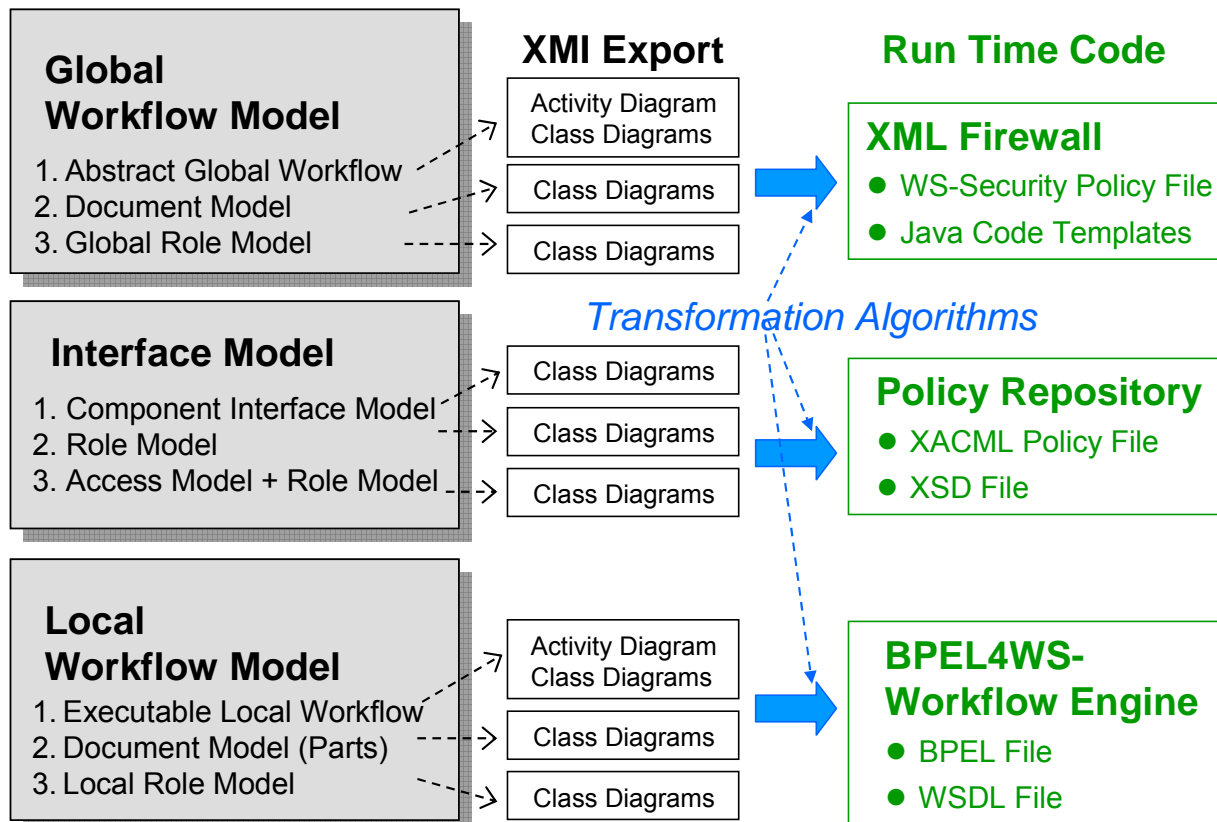 Global
Workflow Model
1. Abstract Global Workflow
2. Document Model
3. Global Role Model
XMI Export
Activity Diagram
Class Diagrams
Class Diagrams
Class Diagrams
Run Time Code
XML Firewall
● WS-Security Policy File
● Java Code Templates
Transformation Algorithms
Interface Model
1. Component Interface Model
2. Role Model
3. Access Model + Role Model
Class Diagrams
Class Diagrams
Class Diagrams
Policy Repository
● XACML Policy File
● XSD File
Local
Workflow Model
1. Executable Local Workflow
2. Document Model (Parts)
3. Local Role Model
Activity Diagram
Class Diagrams
Class Diagrams
Class Diagrams
BPEL4WS-
Workflow Engine
● BPEL File
● WSDL File